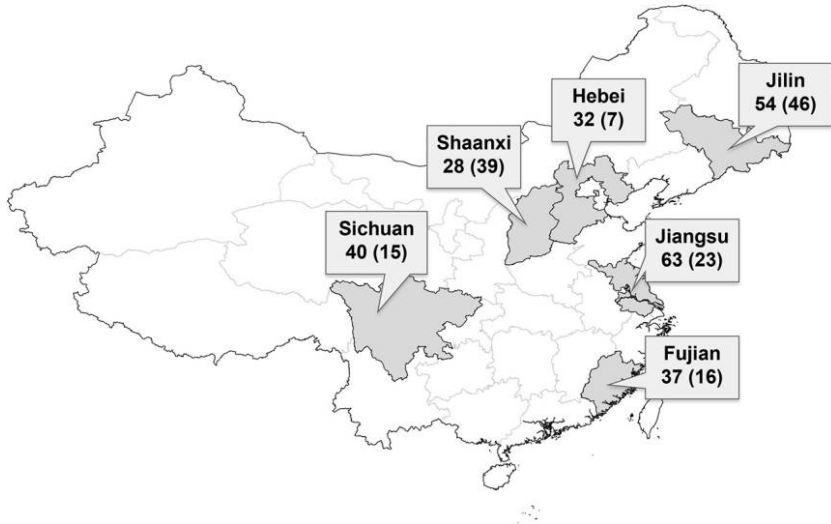 Jilin
54 (46)
Hebei
32 (7)
Shaanxi
28 (39)
Sichuan
40 (15)
Jiangsu
63 (23)
Fujian
37 (16)